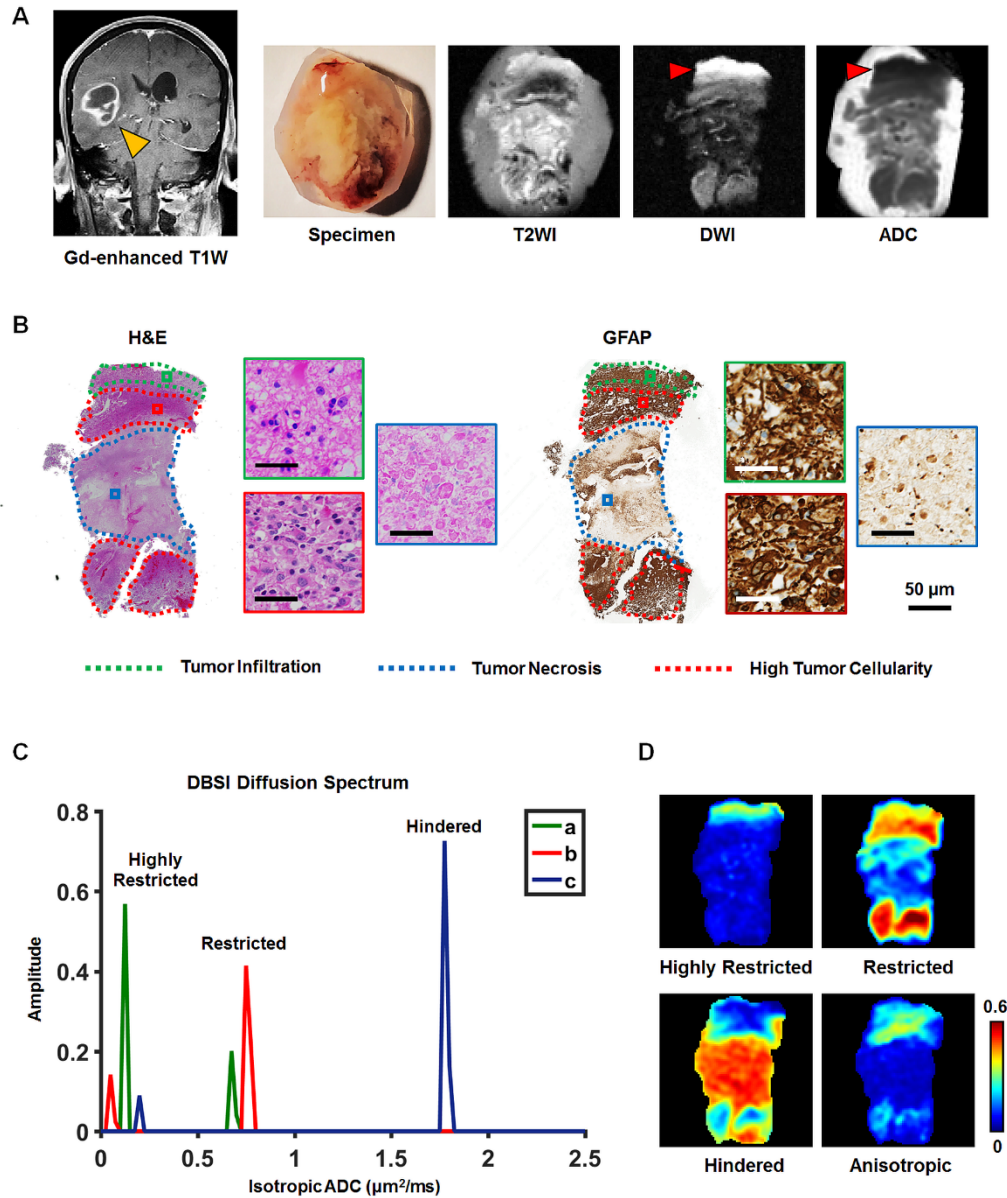 A
Gd-enhanced T1W
Specimen
T2WI
DWI
ADC
B
H&E
GFAP
50 µm
Tumor Infiltration
Tumor Necrosis
High Tumor Cellularity
C
DBSI Diffusion Spectrum
0.8
0.6
0.4
0.2
0
Amplitude
Highly
Restricted
Restricted
Hindered
a
b
c
0
0.5
1
1.5
2
2.5
Isotropic ADC (µm²/ms)
D
Highly Restricted
Restricted
Hindered
Anisotropic
0.6
0